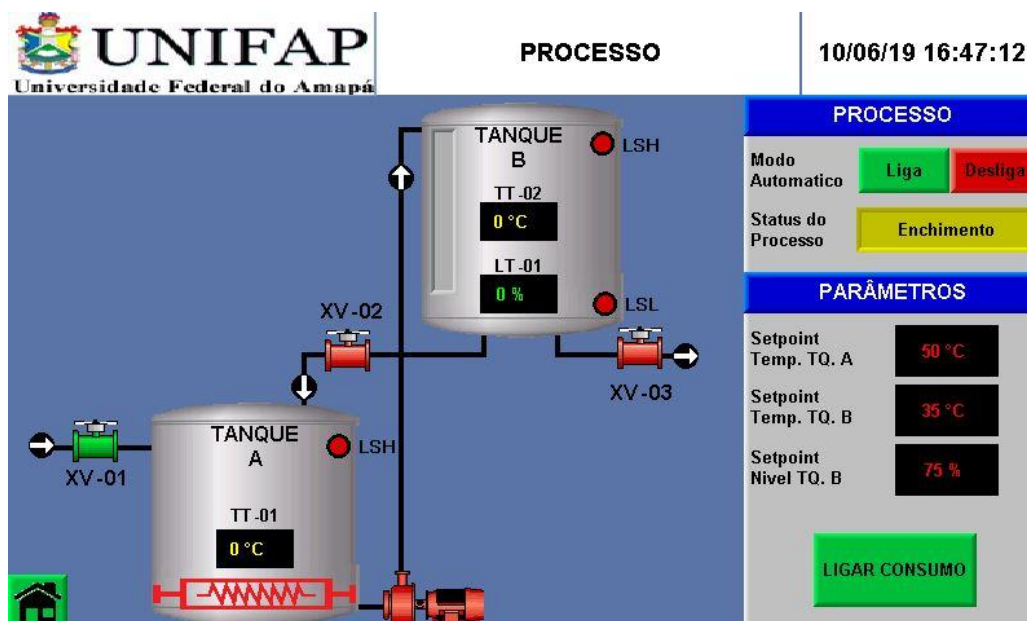 UNIFAP
Universidade Federal do Amapá
PROCESSO
10/06/19 16:47:12
TANQUE
B
LSH
TT-02
0 °C
LT-01
0 %
LSL
XV-02
XV-03
TANQUE
A
LSH
XV-01
TT-01
0 °C
PROCESSO
Modo
Automatico
Liga
Desliga
Status do
Processo
Enchimento
PARÂMETROS
Setpoint
Temp. TQ. A
50 °C
Setpoint
Temp. TQ. B
35 °C
Setpoint
Nivel TQ. B
75 %
LIGAR CONSUMO